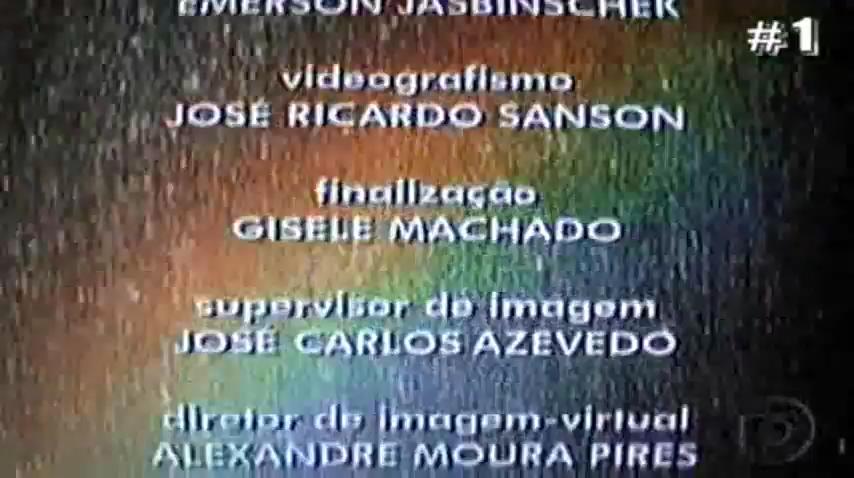 EMERSON JASBINSCHEK
#1
videografismo
JOSÉ RICARDO SANSON
finalização
GISELE MACHADO
supervisor de imagem
JOSÉ CARLOS AZEVEDO
diretor de imagem-virtual
ALEXANDRE MOURA PIRES